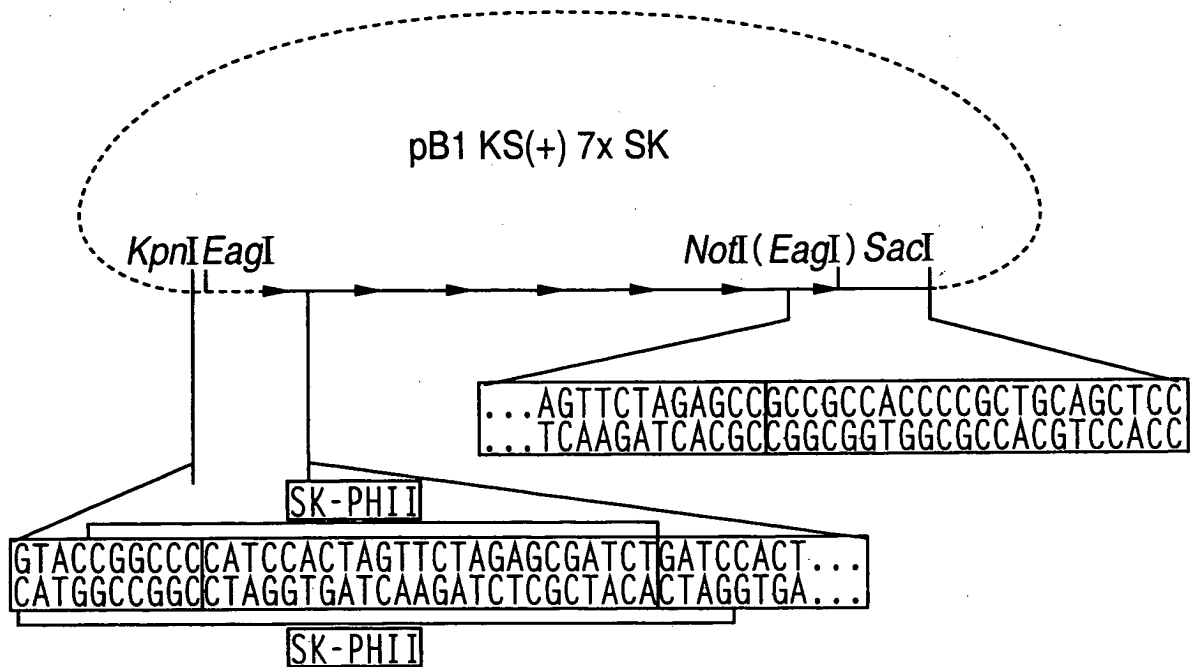 pB1 KS(+) 7x SK
KpnI EagI
NotI (EagI) SacI
...AGTTCTAGAGCCGCCGCCACCCCGCTGCAGCTCC
...TCAAGATCACGCCGGCGGTGGCGCCACGTCCACC
SK-PHII
GTACCGGCCCCATCCACTAGTTCTAGAGCGATCTGATCCACT...
CATGGCCGGCCTAGGTGATCAAGATCTCGCTACACTAGGTGA...
SK-PHII